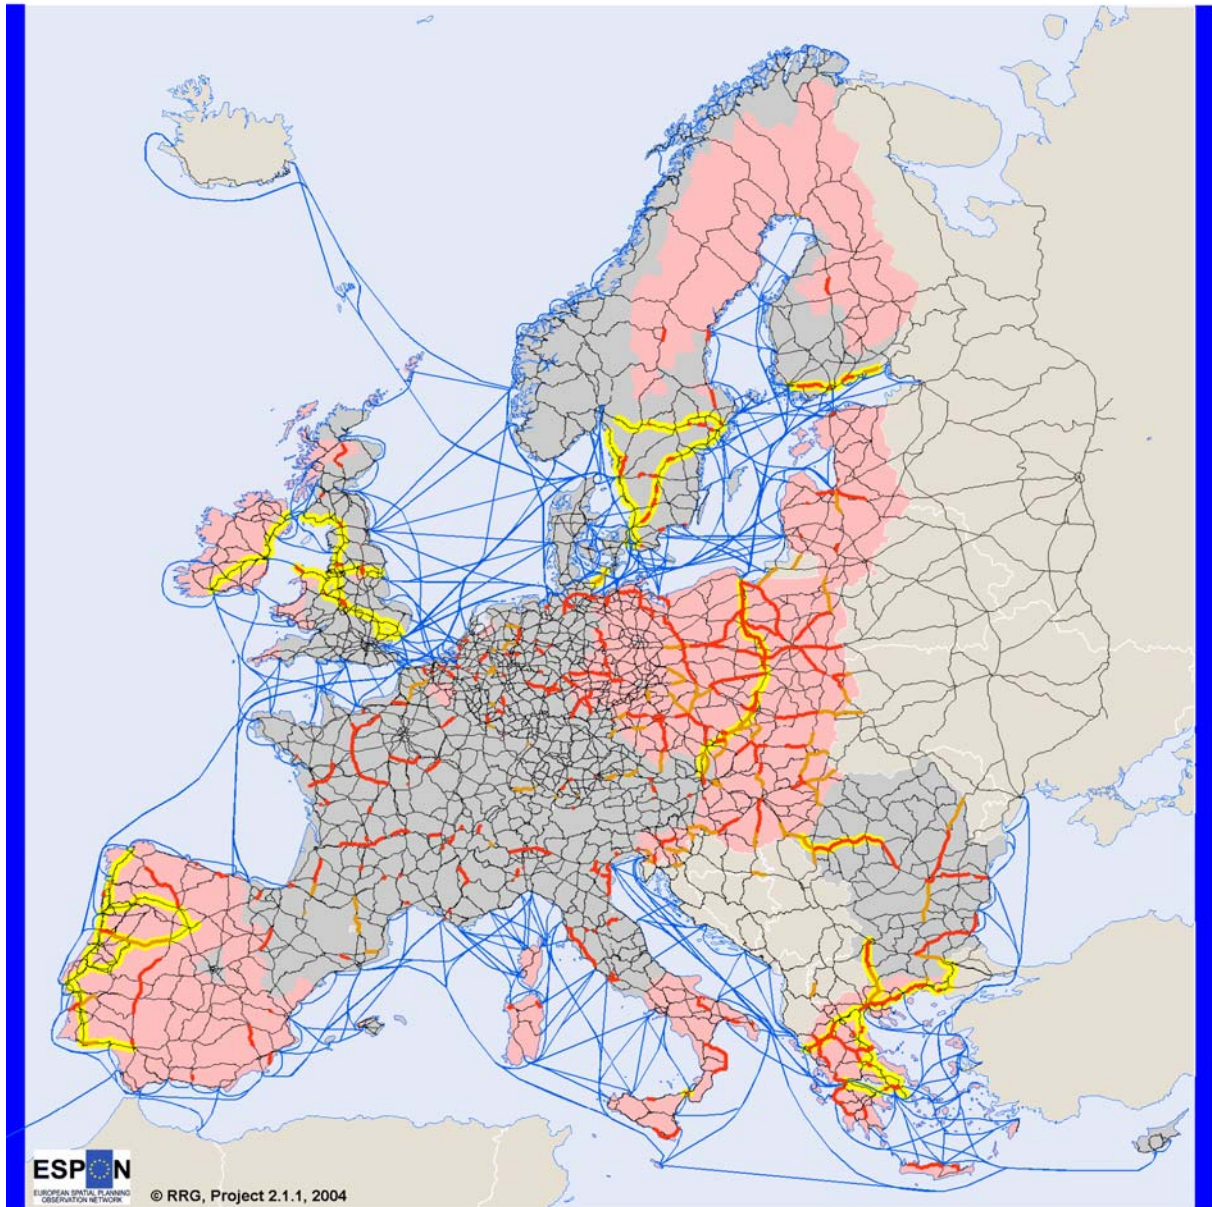 ESPON
EUROPEAN SPATIAL PLANNING
OBSERVATION NETWORK
© RRG, Project 2.1.1, 2004